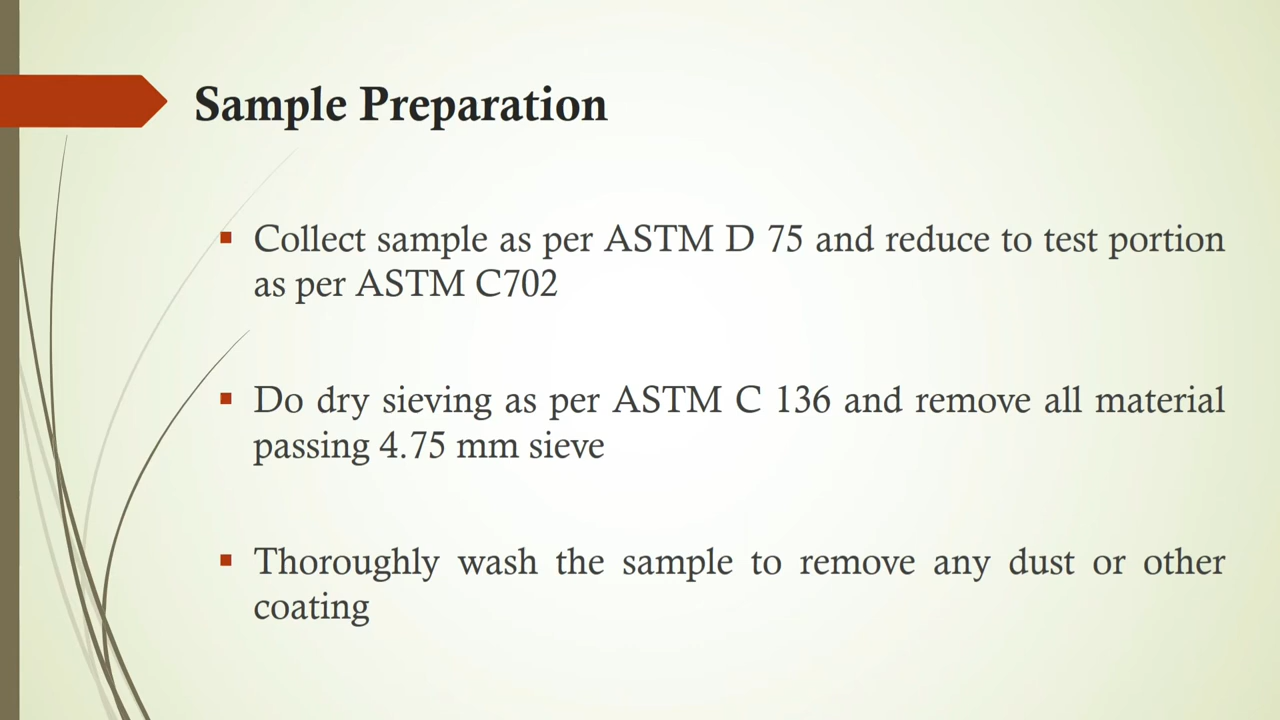 Sample Preparation
Collect sample as per ASTM D 75 and reduce to test portion
as per ASTM C702
Do dry sieving as per ASTM C 136 and remove all material
passing 4.75 mm sieve
Thoroughly wash the sample to remove any dust or other
coating